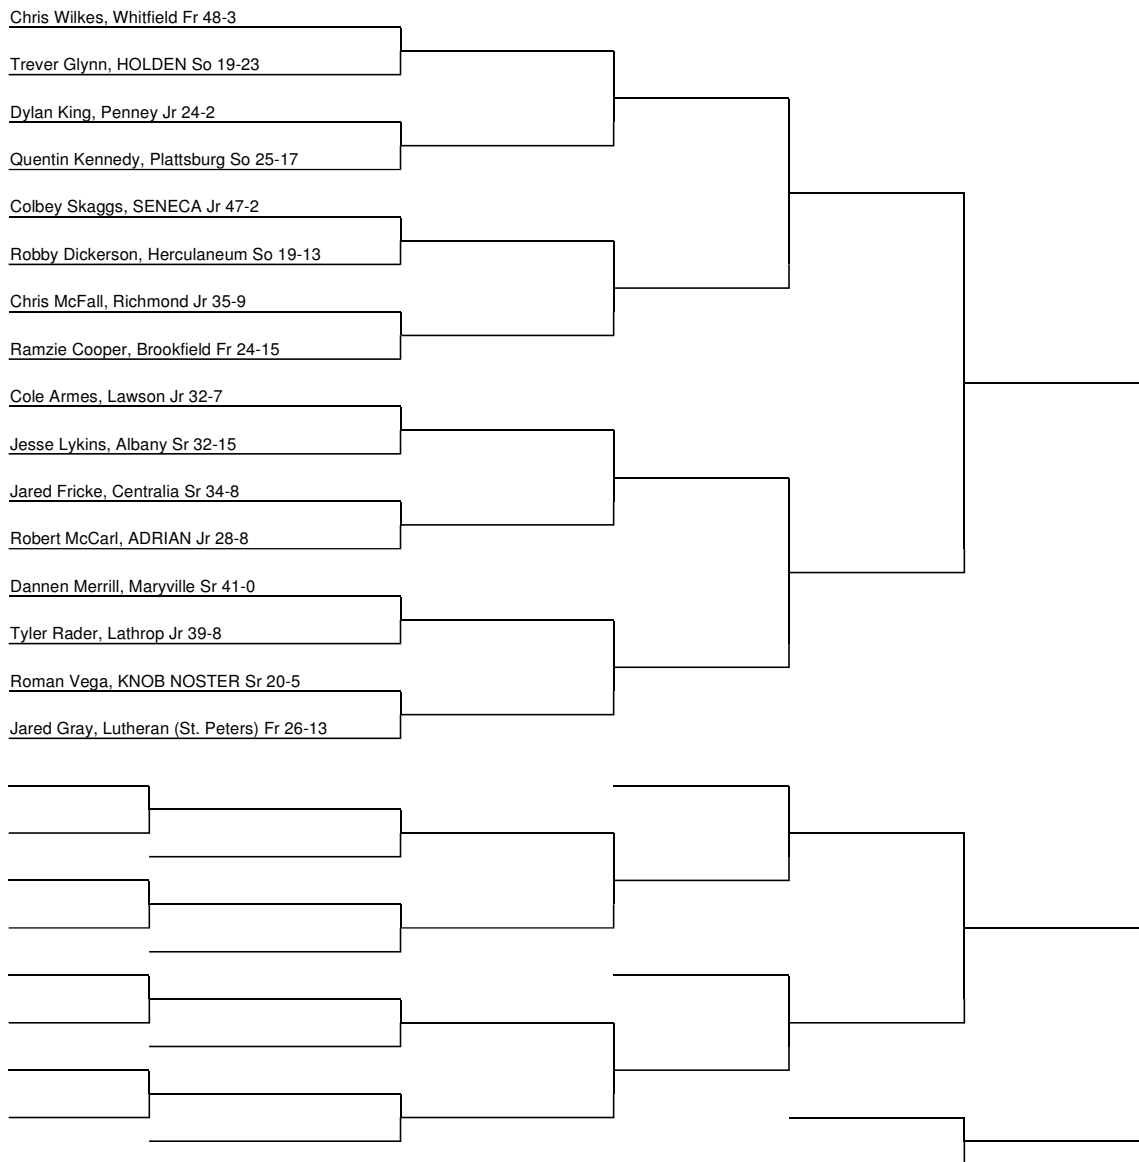 Chris Wilkes, Whitfield Fr 48-3
Trever Glynn, HOLDEN So 19-23
Dylan King, Penney Jr 24-2
Quentin Kennedy, Plattsburg So 25-17
Colbey Skaggs, SENECA Jr 47-2
Robby Dickerson, Herculaneum So 19-13
Chris McFall, Richmond Jr 35-9
Ramzie Cooper, Brookfield Fr 24-15
Cole Armes, Lawson Jr 32-7
Jesse Lykins, Albany Sr 32-15
Jared Fricke, Centralia Sr 34-8
Robert McCarl, ADRIAN Jr 28-8
Dannen Merrill, Maryville Sr 41-0
Tyler Rader, Lathrop Jr 39-8
Roman Vega, KNOB NOSTER Sr 20-5
Jared Gray, Lutheran (St. Peters) Fr 26-13